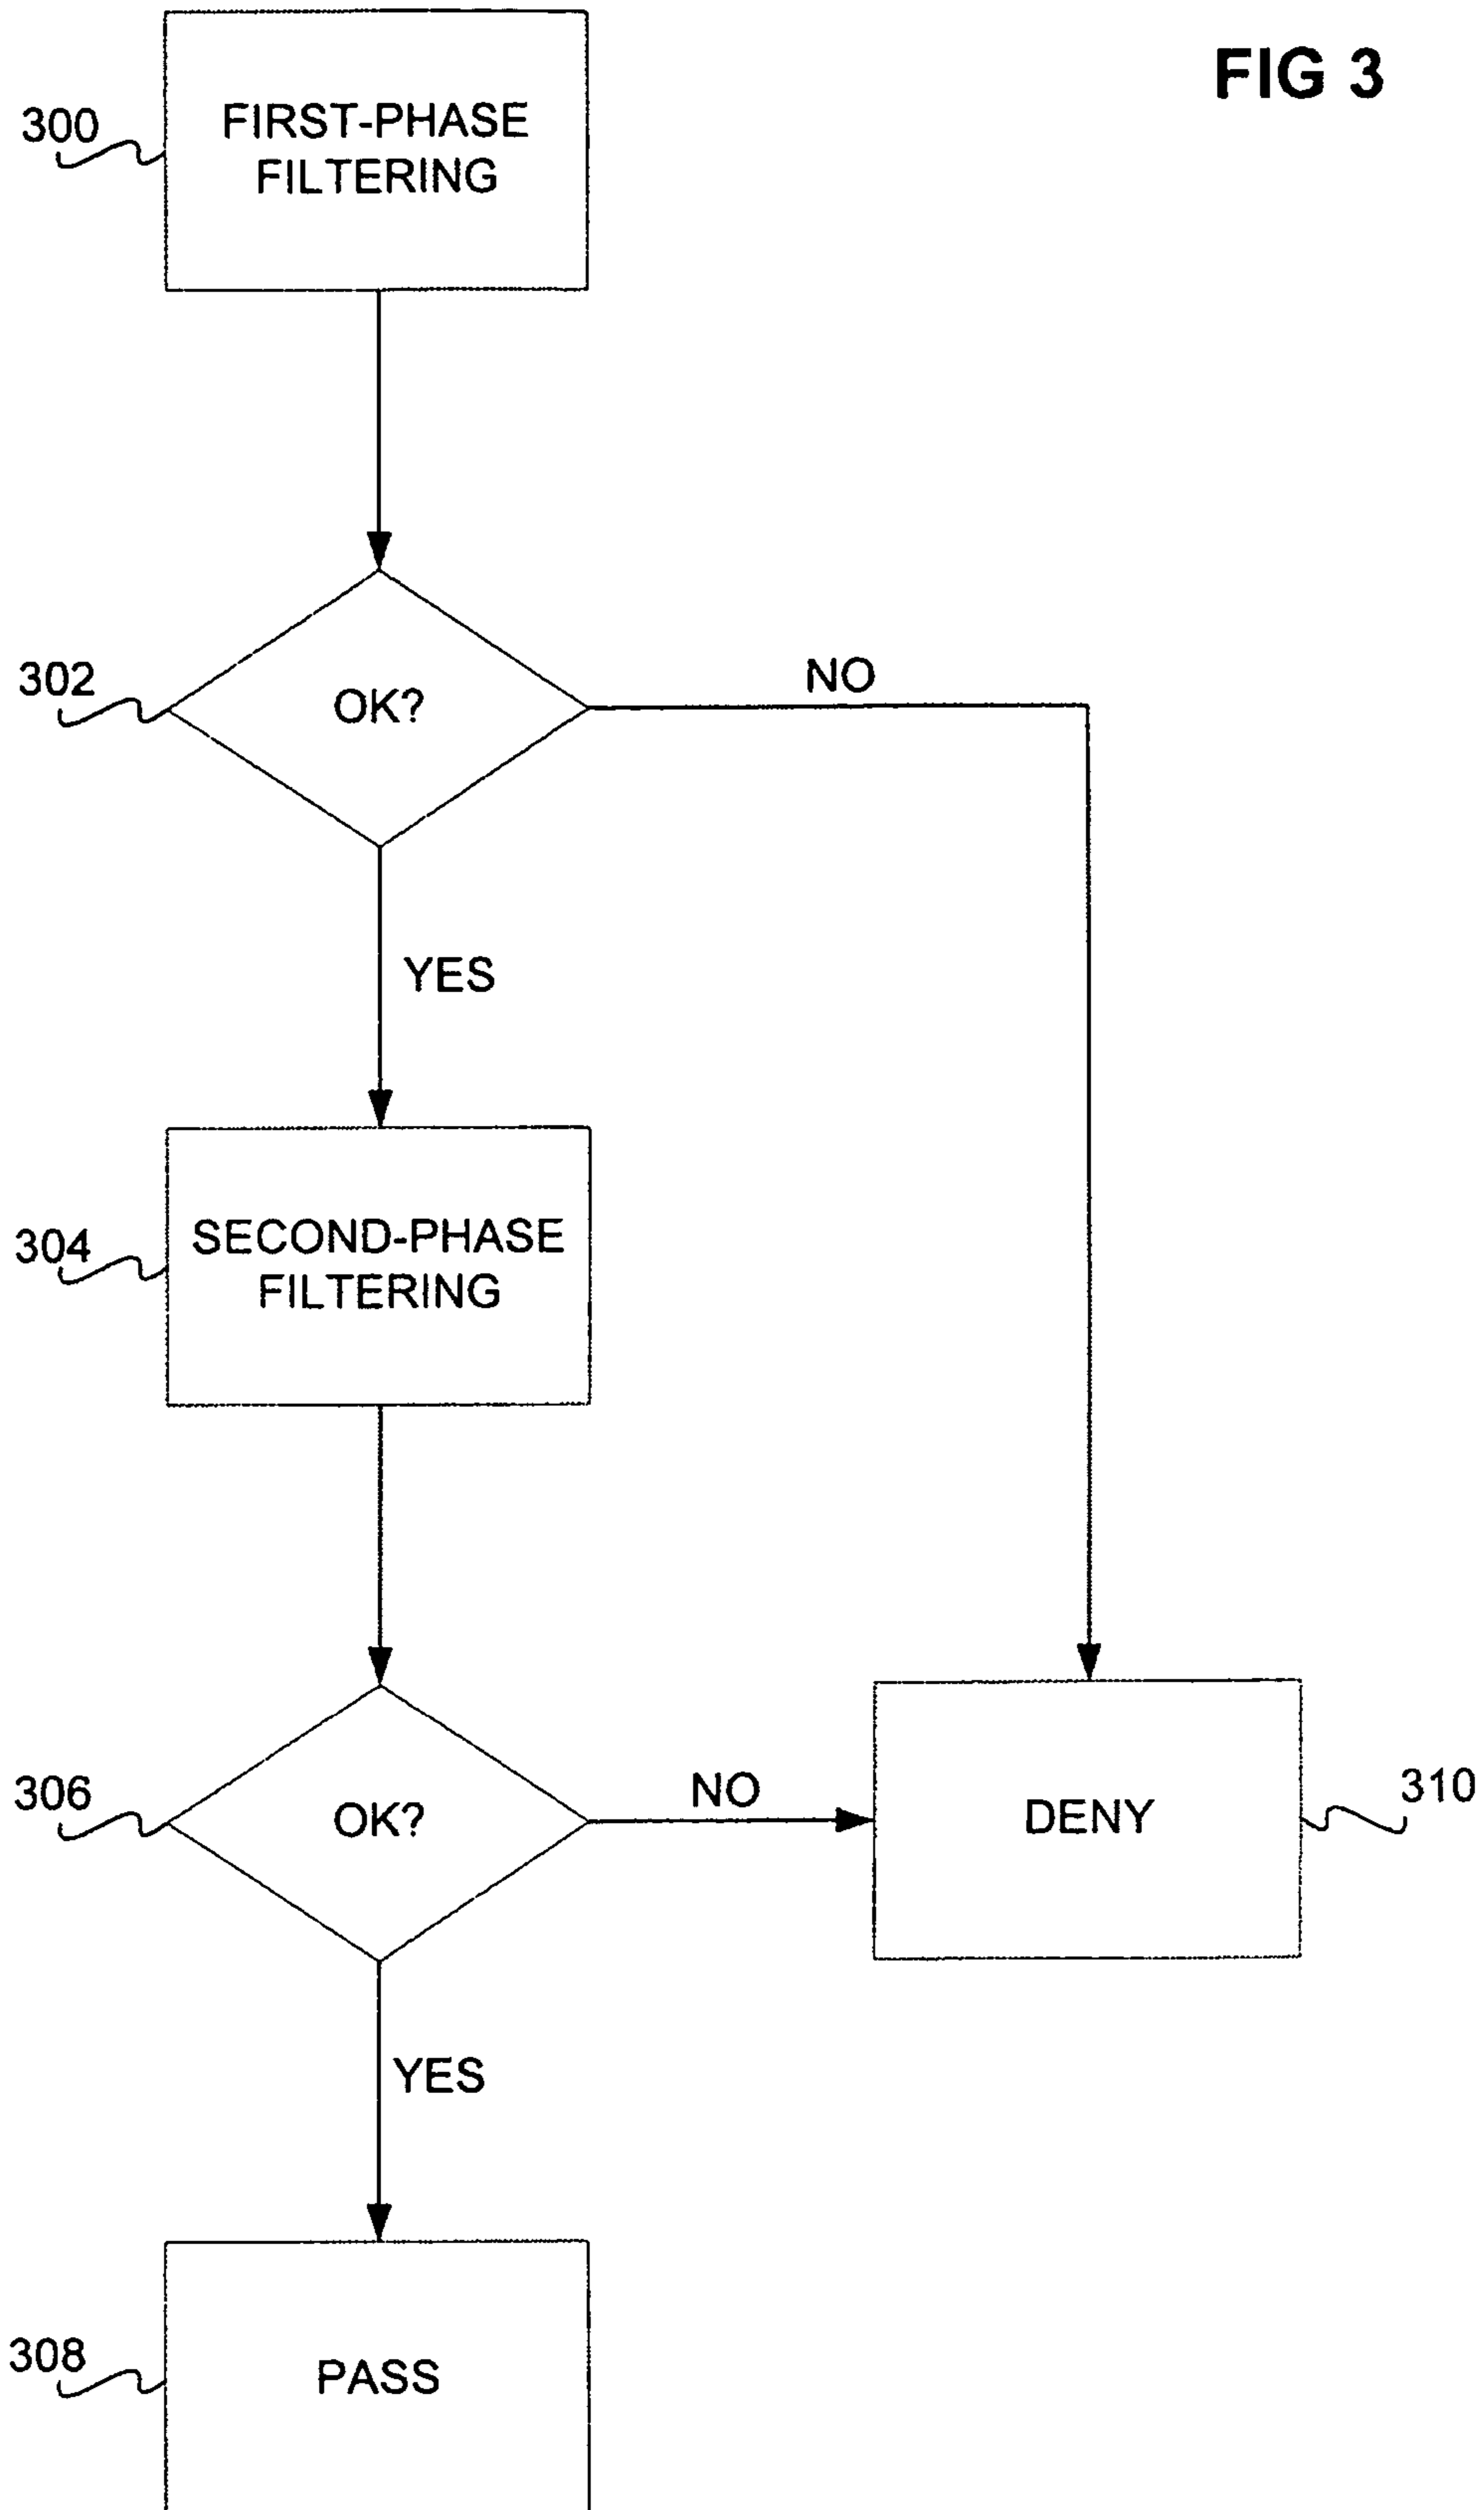 FIG 3
300
FIRST-PHASE
FILTERING
302
OK?
NO
YES
304
SECOND-PHASE
FILTERING
306
OK?
NO
DENY
310
YES
308
PASS